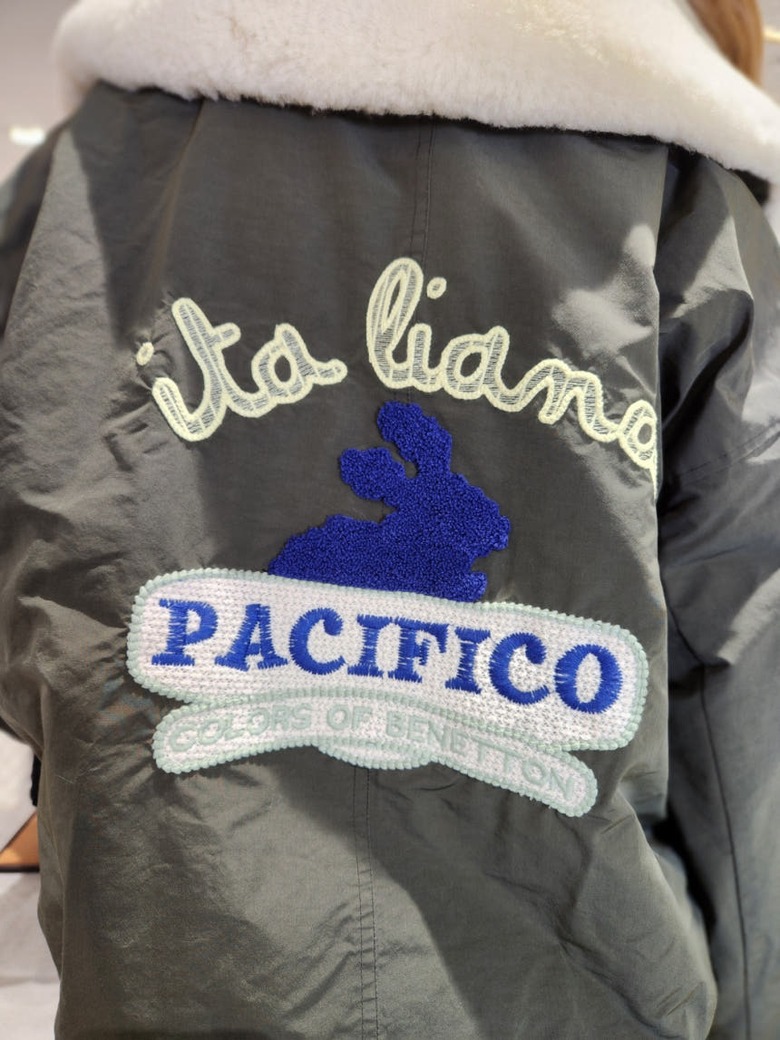 ita liana
PACIFICO
COLORS OF BENETTON